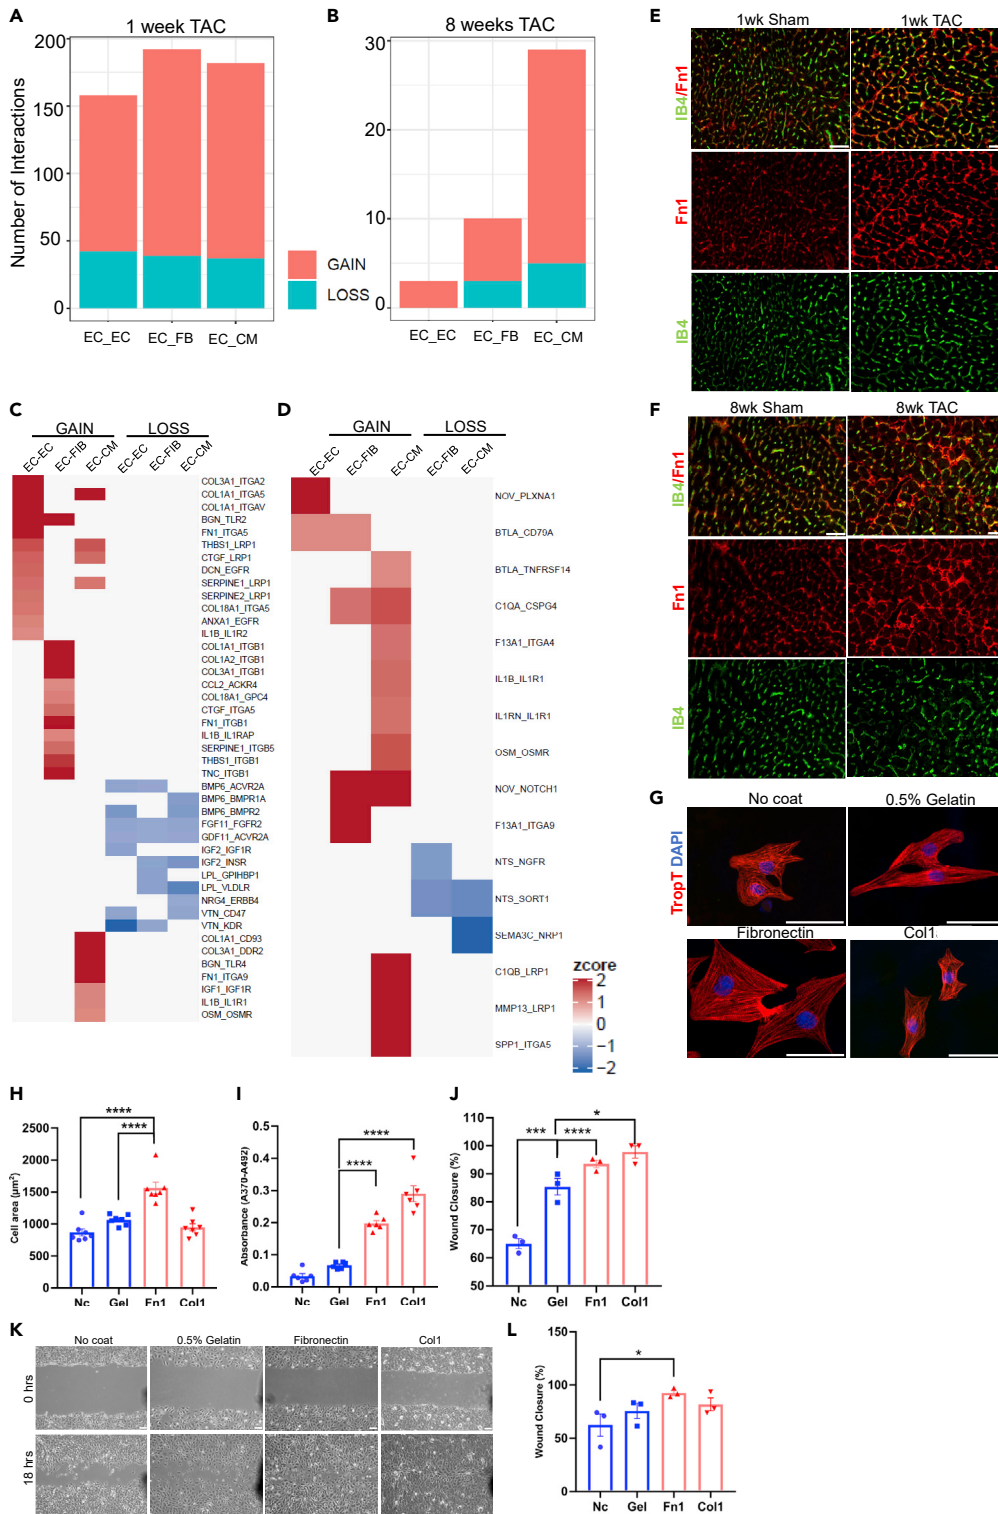 A
1 week TAC
Number of Interactions
200
150
100
50
0
EC_EC
EC_FB
EC_CM
GAIN
LOSS
B
8 weeks TAC
30
20
10
0
EC_EC
EC_FB
EC_CM
C
GAIN
LOSS
EC-EC
EC-FIB
EC-CM
EC-EC
EC-FIB
EC-CM
COL3A1_ITGA2
COL1A1_ITGA5
COL1A1_ITGAV
BGN_TLR2
FN1_ITGA5
THBS1_LRP1
CTGF_LRP1
DCN_EGFR
SERPINE1_LRP1
SERPINE2_LRP1
COL18A1_ITGA5
ANXA1_EGFR
IL1B_IL1R2
COL1A1_ITGB1
COL1A2_ITGB1
COL3A1_ITGB1
CCL2_ACKR4
COL18A1_GPC4
CTGF_ITGA5
FN1_ITGB1
IL1B_IL1RAP
SERPINE1_ITGB5
THBS1_ITGB1
TNC_ITGB1
BMP6_ACVR2A
BMP6_BMPR1A
BMP6_BMPR2
FGF11_FGFR2
GDF11_ACVR2A
IGF2_IGF1R
IGF2_INSR
LPL_GPIHBP1
LPL_VLDLR
NRG4_ERBB4
VTN_CD47
VTN_KDR
COL1A1_CD93
COL3A1_DDR2
BGN_TLR4
FN1_ITGA9
IGF1_IGF1R
IL1B_IL1R1
OSM_OSMR
D
GAIN
LOSS
EC-EC
EC-FIB
EC-CM
EC-FIB
EC-CM
NOV_PLXNA1
BTLA_CD79A
BTLA_TNFRSF14
C1QA_CSPG4
F13A1_ITGA4
IL1B_IL1R1
IL1RN_IL1R1
OSM_OSMR
NOV_NOTCH1
F13A1_ITGA9
NTS_NGFR
NTS_SORT1
SEMA3C_NRP1
C1QB_LRP1
MMP13_LRP1
SPP1_ITGA5
zcore
2
1
0
−1
−2
E
1wk Sham
1wk TAC
IB4/Fn1
Fn1
IB4
F
8wk Sham
8wk TAC
IB4/Fn1
Fn1
IB4
G
No coat
0.5% Gelatin
TropT DAPI
Fibronectin
Col1
H
****
****
Cell area (µm²)
2500
2000
1500
1000
500
0
Nc
Gel
Fn1
Col1
I
****
****
Absorbance (A370-A492)
0.5
0.4
0.3
0.2
0.1
0.0
Nc
Gel
Fn1
Col1
J
*
***
****
Wound Closure (%)
110
100
90
80
70
60
50
Nc
Gel
Fn1
Col1
K
No coat
0.5% Gelatin
Fibronectin
Col1
0 hrs
18 hrs
L
*
Wound Closure (%)
150
100
50
0
Nc
Gel
Fn1
Col1